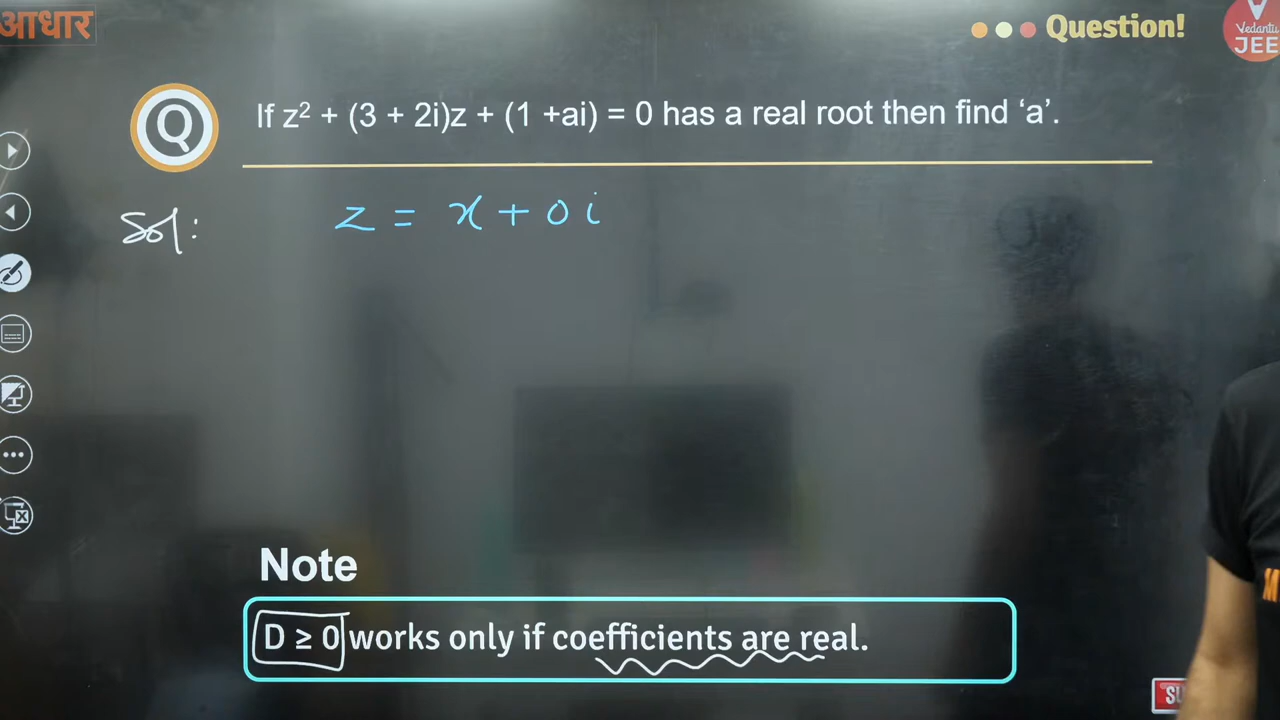 आधार
Question!
Vedantu
JEE
Q
If z² + (3 + 2i)z + (1 +ai) = 0 has a real root then find ‘a’.
Sol:
z = x + 0 i
Note
D ≥ 0 works only if coefficients are real.